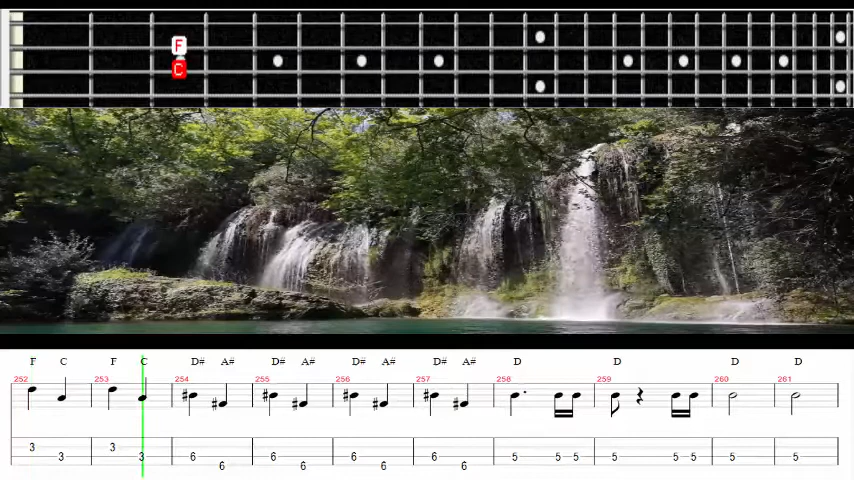 F
C
F C F C D# A# D# A# D# A# D# A# D D D D
252 253 254 255 256 257 258 259 260 261
3 3
3 3 6 6 6 6 5 5 5 5 5 5 5 5
6 6 6 6